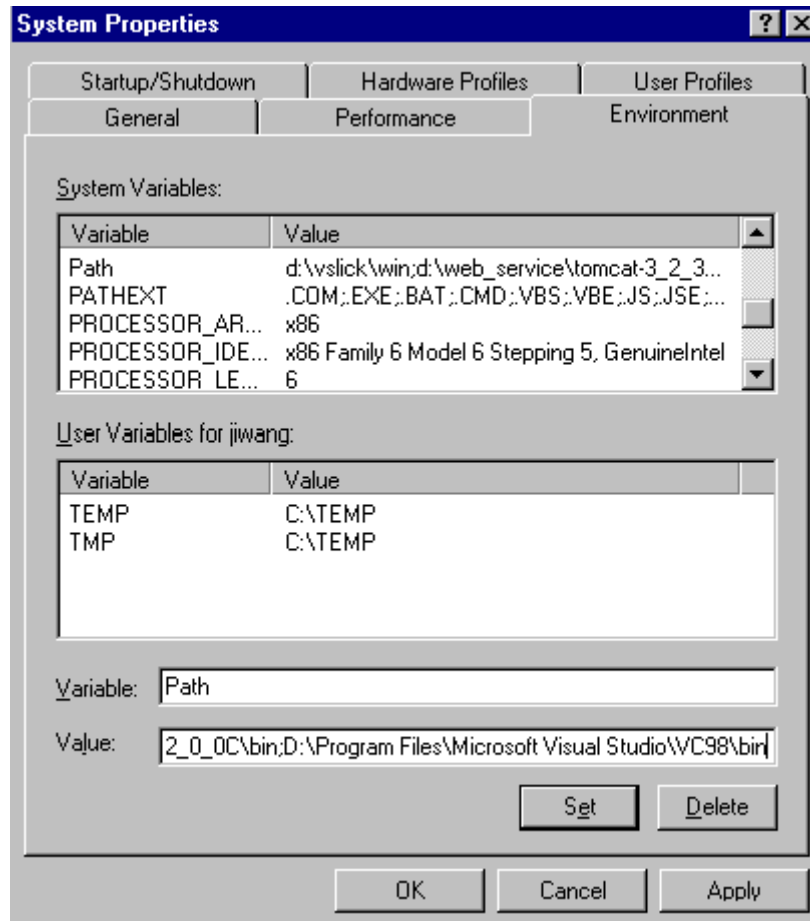 System Properties
Startup/Shutdown Hardware Profiles User Profiles
General Performance Environment
System Variables:
Variable Value
Path d:\vslick\win;d:\web_service\tomcat-3_2_3...
PATHEXT .COM;.EXE;.BAT;.CMD;.VBS;.VBE;.JS;.JSE;...
PROCESSOR_AR... x86
PROCESSOR_IDE... x86 Family 6 Model 6 Stepping 5, GenuineIntel
PROCESSOR_LE... 6
User Variables for jiwang:
Variable Value
TEMP C:\TEMP
TMP C:\TEMP
Variable: Path
Value: 2_0_0C\bin;D:\Program Files\Microsoft Visual Studio\VC98\bin
Set Delete
OK Cancel Apply